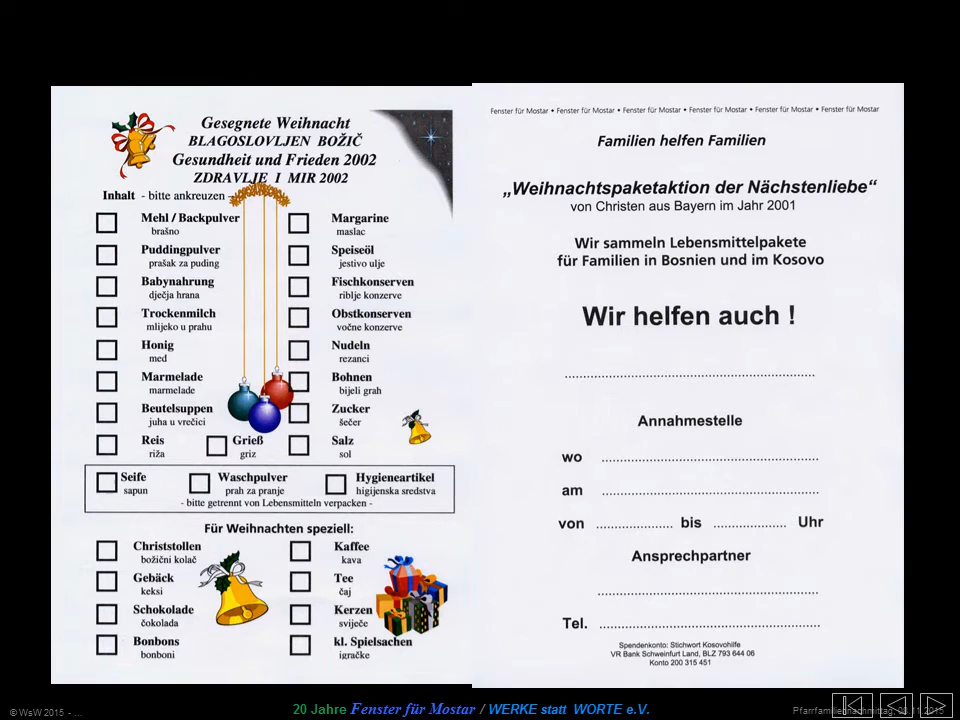 Gesegnete Weihnacht
BLAGOSLOVLJEN BOŽIČ
Gesundheit und Frieden 2002
ZDRAVLJE I MIR 2002
Inhalt - bitte ankreuzen -
Mehl / Backpulver
brašno
Puddingpulver
prašak za puding
Babynahrung
dječja hrana
Trockenmilch
mlijeko u prahu
Honig
med
Marmelade
marmelade
Beutelsuppen
juha u vrečici
Reis
riža
Grieß
griz
Margarine
maslac
Speiseöl
jestivo ulje
Fischkonserven
riblje konzerve
Obstkonserven
vočne konzerve
Nudeln
rezanci
Bohnen
bijeli grah
Zucker
šečer
Salz
sol
Seife
sapun
Waschpulver
prah za pranje
Hygieneartikel
higijenska sredstva
- bitte getrennt von Lebensmitteln verpacken -
Für Weihnachten speziell:
Christstollen
božični kolač
Gebäck
keksi
Schokolade
čokolada
Bonbons
bonboni
Kaffee
kava
Tee
čaj
Kerzen
sviječe
kl. Spielsachen
igračke
Fenster für Mostar • Fenster für Mostar • Fenster für Mostar • Fenster für Mostar • Fenster für Mostar • Fenster für Mostar
Familien helfen Familien
„Weihnachtspaketaktion der Nächstenliebe“
von Christen aus Bayern im Jahr 2001
Wir sammeln Lebensmittelpakete
für Familien in Bosnien und im Kosovo
Wir helfen auch !
Annahmestelle
wo
am
von bis Uhr
Ansprechpartner
Tel.
Spendenkonto: Stichwort Kosovohilfe
VR Bank Schweinfurt Land, BLZ 793 644 06
Konto 200 315 451
© WsW 2015 - ...
20 Jahre Fenster für Mostar / WERKE statt WORTE e.V.